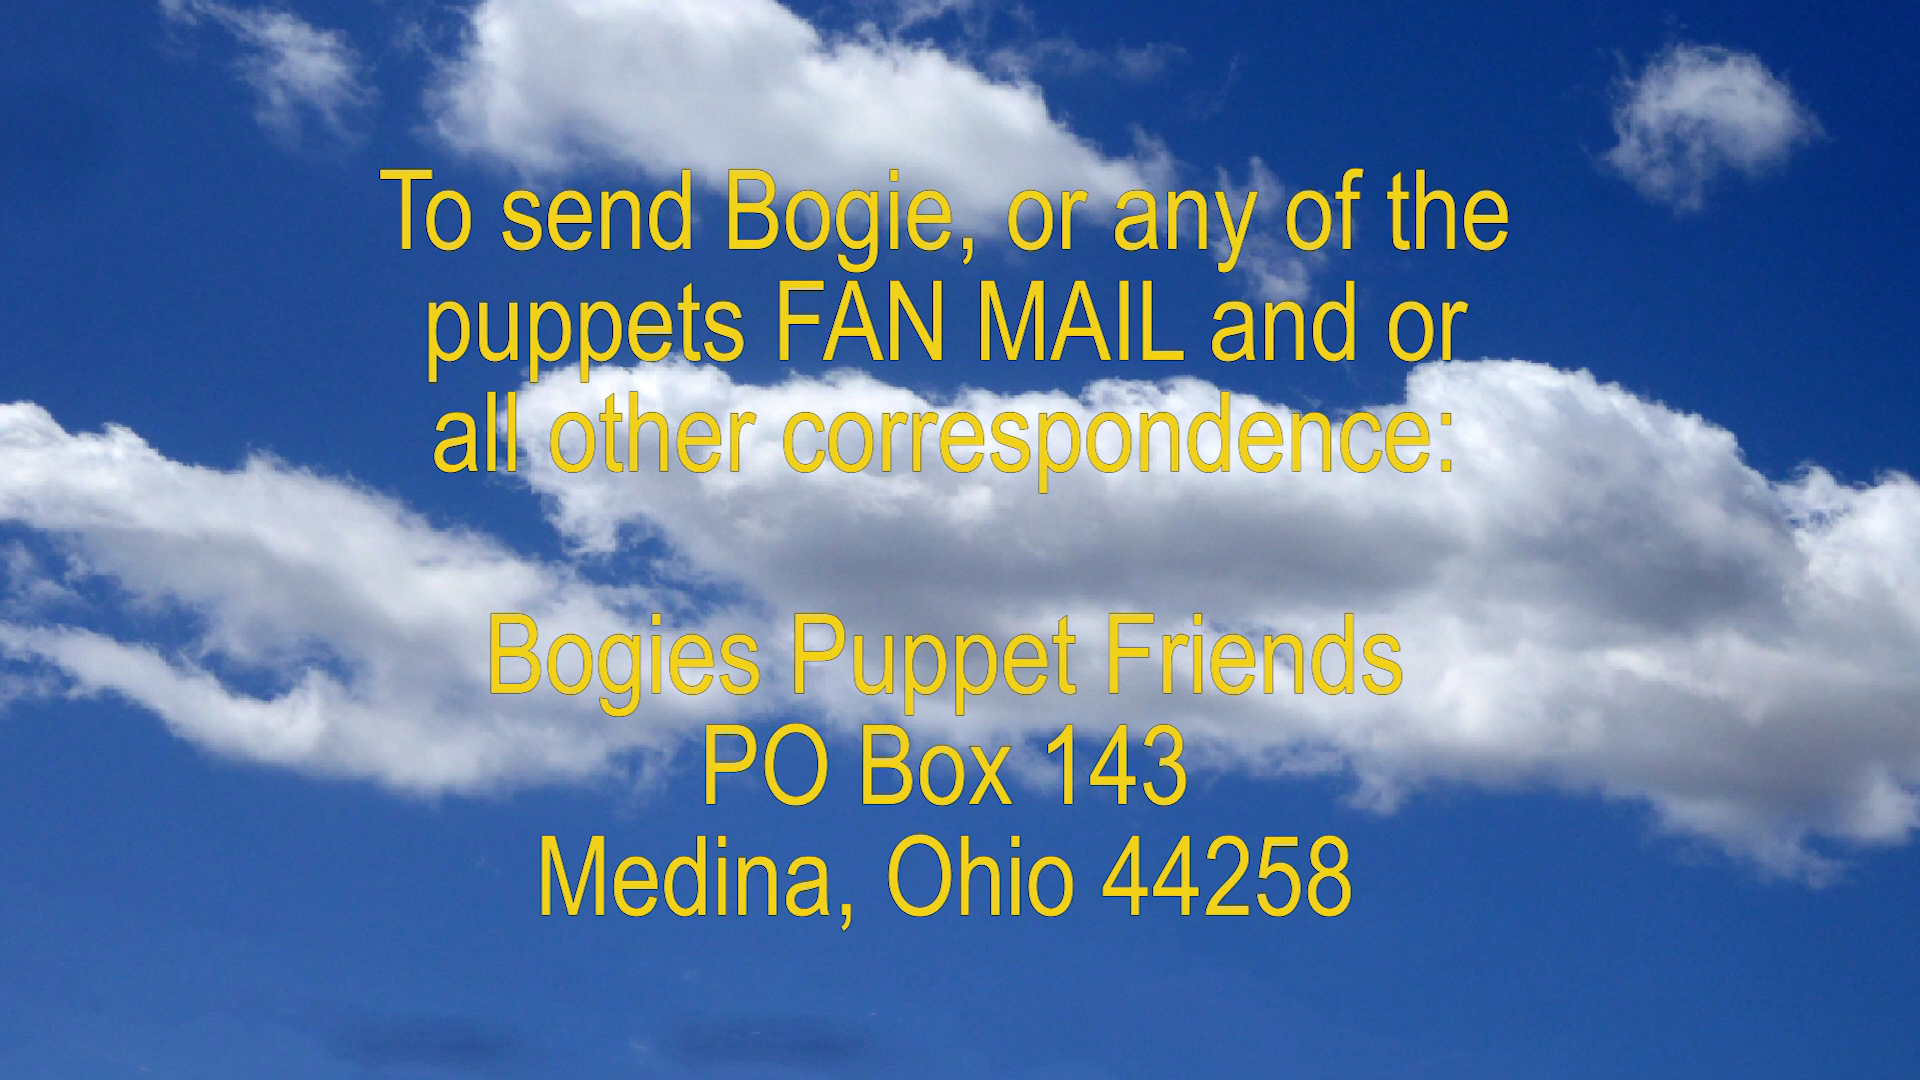 To send Bogie, or any of the
puppets FAN MAIL and or
all other correspondence:
Bogies Puppet Friends
PO Box 143
Medina, Ohio 44258